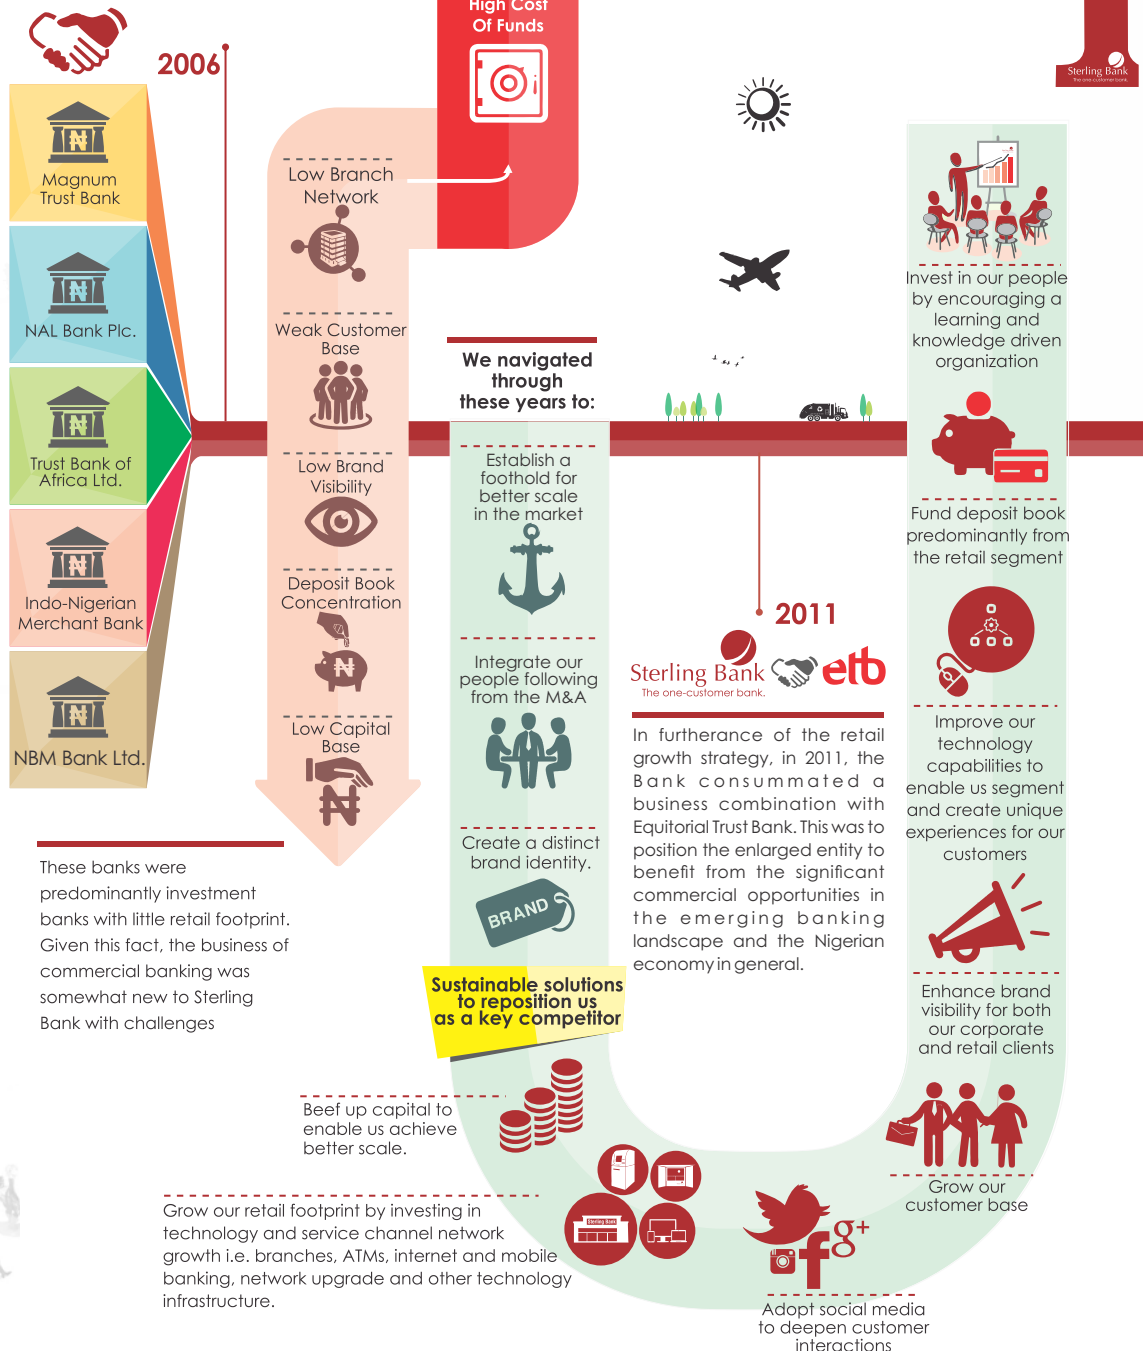 2006
Magnum
Trust Bank
NAL Bank Plc.
Trust Bank of
Africa Ltd.
Indo-Nigerian
Merchant Bank
NBM Bank Ltd.
These banks were
predominantly investment
banks with little retail footprint.
Given this fact, the business of
commercial banking was
somewhat new to Sterling
Bank with challenges
High Cost
Of Funds
Low Branch
Network
Weak Customer
Base
Low Brand
Visibility
Deposit Book
Concentration
₦
Low Capital
Base
₦
We navigated
through
these years to:
Establish a
foothold for
better scale
in the market
Integrate our
people following
from the M&A
Create a distinct
brand identity.
BRAND
Sustainable solutions
to reposition us
as a key competitor
Beef up capital to
enable us achieve
better scale.
Grow our retail footprint by investing in
technology and service channel network
growth i.e. branches, ATMs, internet and mobile
banking, network upgrade and other technology
infrastructure.
Sterling Bank
2011
Sterling Bank
The one-customer bank.
etb
In furtherance of the retail
growth strategy, in 2011, the
Bank consummated a
business combination with
Equitorial Trust Bank. This was to
position the enlarged entity to
benefit from the significant
commercial opportunities in
the emerging banking
landscape and the Nigerian
economy in general.
Adopt social media
to deepen customer
interactions
f
g+
Grow our
customer base
Enhance brand
visibility for both
our corporate
and retail clients
Improve our
technology
capabilities to
enable us segment
and create unique
experiences for our
customers
Fund deposit book
predominantly from
the retail segment
Invest in our people
by encouraging a
learning and
knowledge driven
organization
Sterling Bank
The one-customer bank.